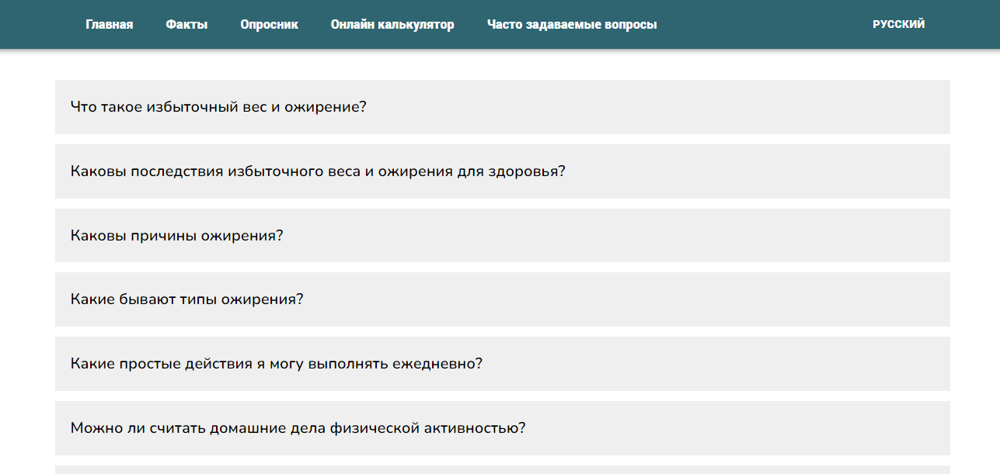 Главная Факты Опросник Онлайн калькулятор Часто задаваемые вопросы РУССКИЙ
Что такое избыточный вес и ожирение?
Каковы последствия избыточного веса и ожирения для здоровья?
Каковы причины ожирения?
Какие бывают типы ожирения?
Какие простые действия я могу выполнять ежедневно?
Можно ли считать домашние дела физической активностью?